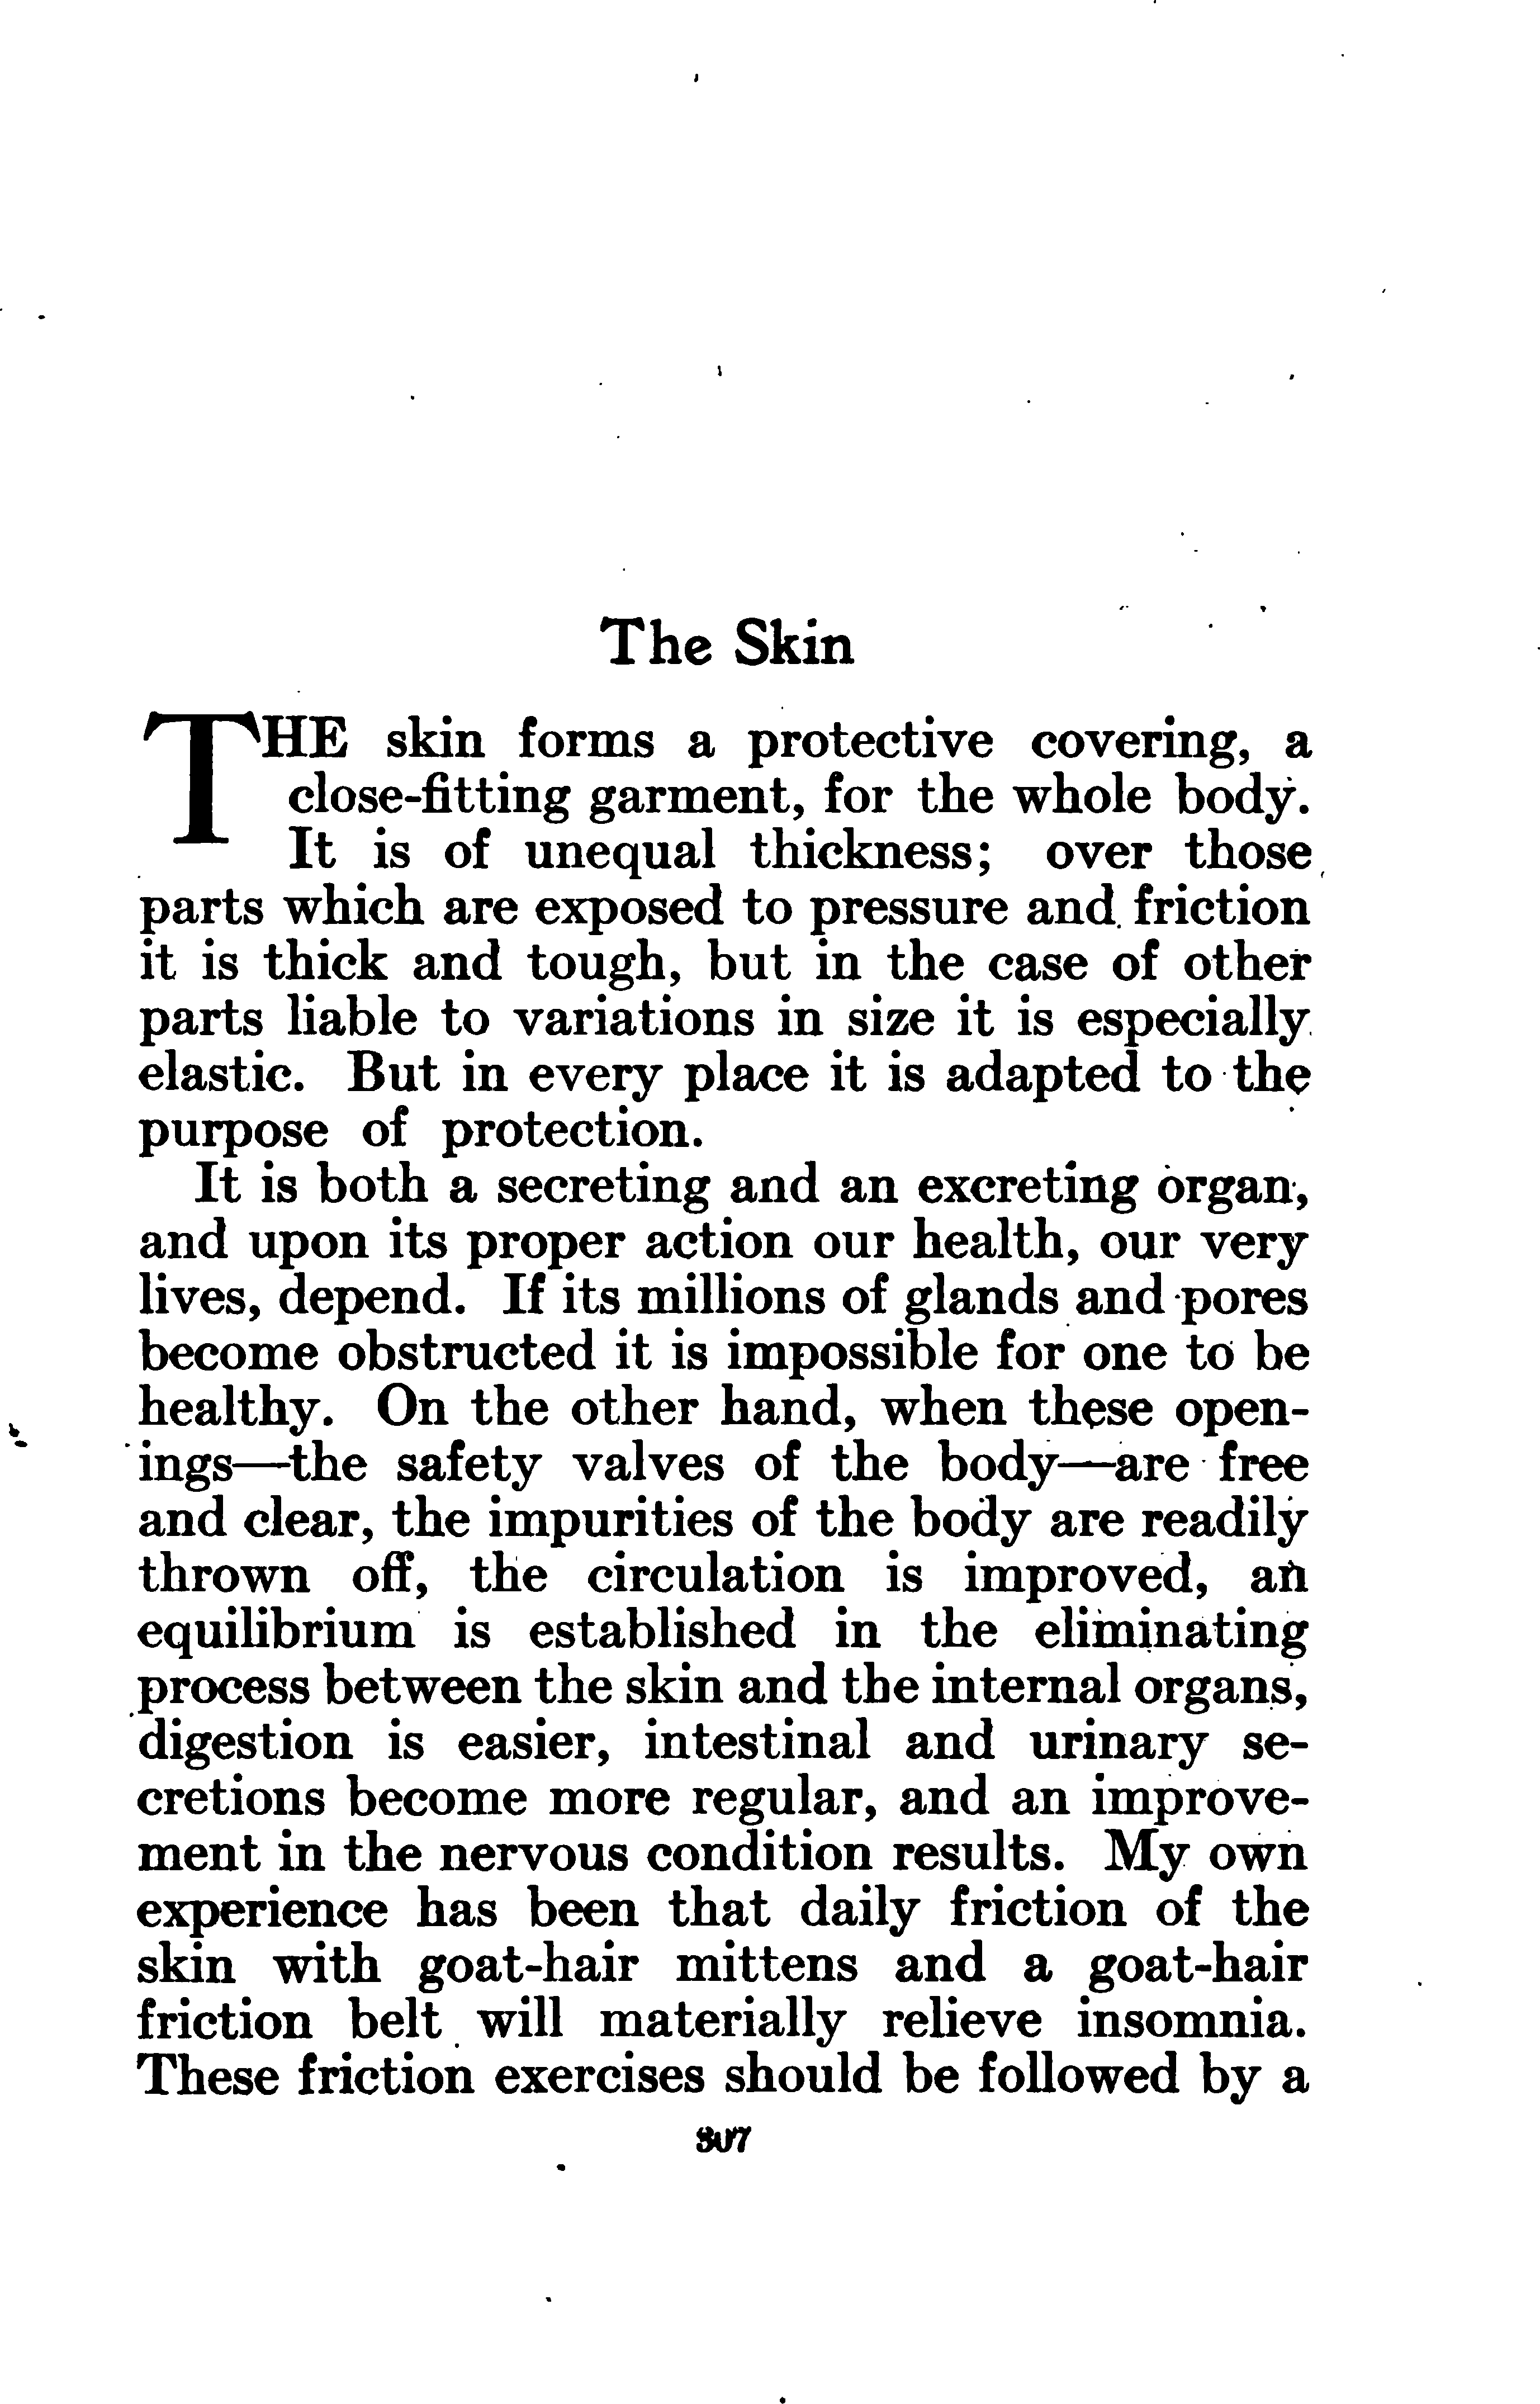 The Skin
THE skin forms a protective covering, a
close-fitting garment, for the whole body.
It is of unequal thickness; over those
parts which are exposed to pressure and friction
it is thick and tough, but in the case of other
parts liable to variations in size it is especially
elastic. But in every place it is adapted to the
purpose of protection.
It is both a secreting and an excreting organ,
and upon its proper action our health, our very
lives, depend. If its millions of glands and pores
become obstructed it is impossible for one to be
healthy. On the other hand, when these open-
ings—the safety valves of the body—are free
and clear, the impurities of the body are readily
thrown off, the circulation is improved, an
equilibrium is established in the eliminating
process between the skin and the internal organs,
digestion is easier, intestinal and urinary se-
cretions become more regular, and an improve-
ment in the nervous condition results. My own
experience has been that daily friction of the
skin with goat-hair mittens and a goat-hair
friction belt will materially relieve insomnia.
These friction exercises should be followed by a
307